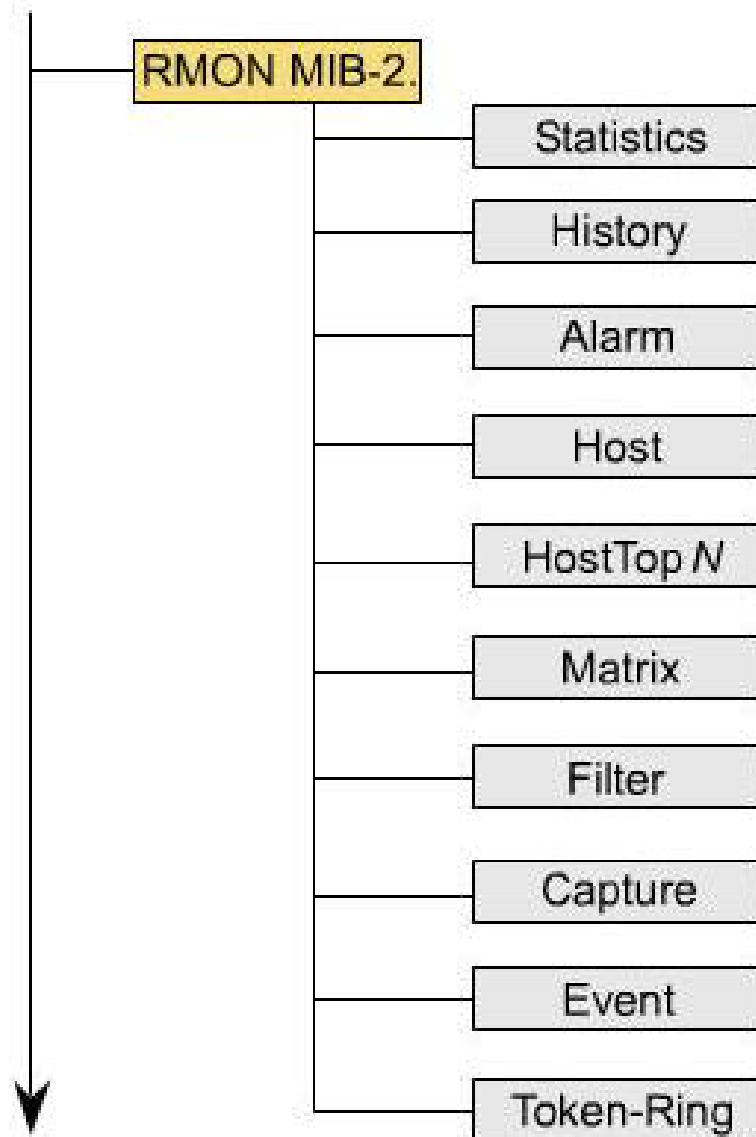 RMON MIB-2.
Statistics
History
Alarm
Host
HostTop N
Matrix
Filter
Capture
Event
Token-Ring